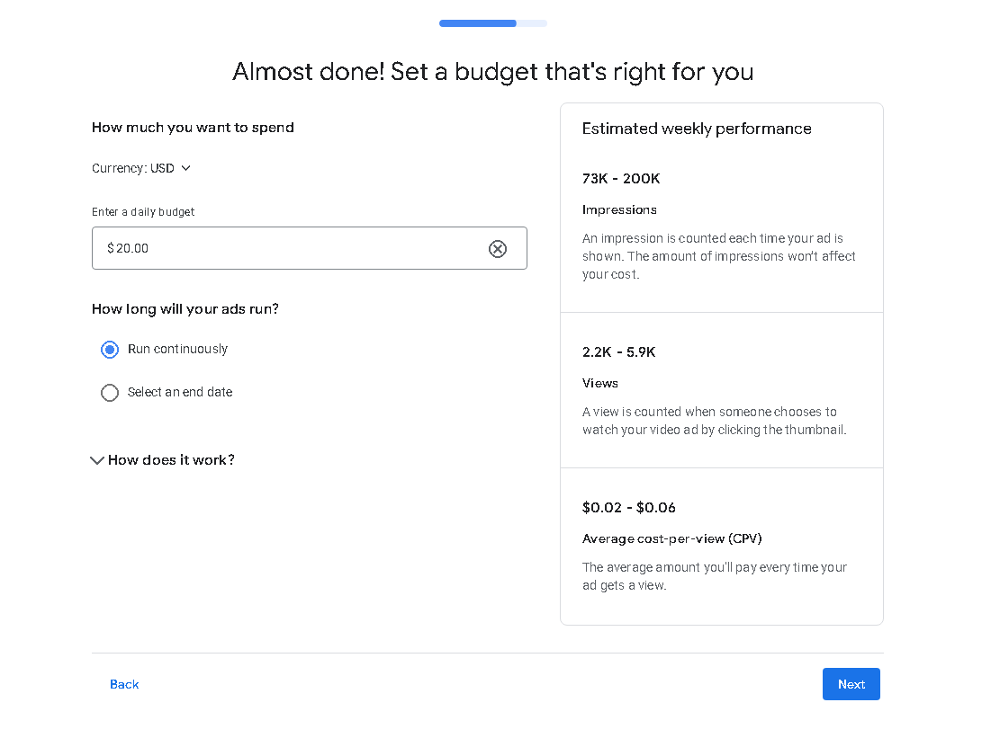 Almost done! Set a budget that's right for you
How much you want to spend
Currency: USD
Enter a daily budget
$ 20.00
How long will your ads run?
Run continuously
Select an end date
How does it work?
Estimated weekly performance
73K - 200K
Impressions
An impression is counted each time your ad is
shown. The amount of impressions won't affect
your cost.
2.2K - 5.9K
Views
A view is counted when someone chooses to
watch your video ad by clicking the thumbnail.
$0.02 - $0.06
Average cost-per-view (CPV)
The average amount you'll pay every time your
ad gets a view.
Back
Next